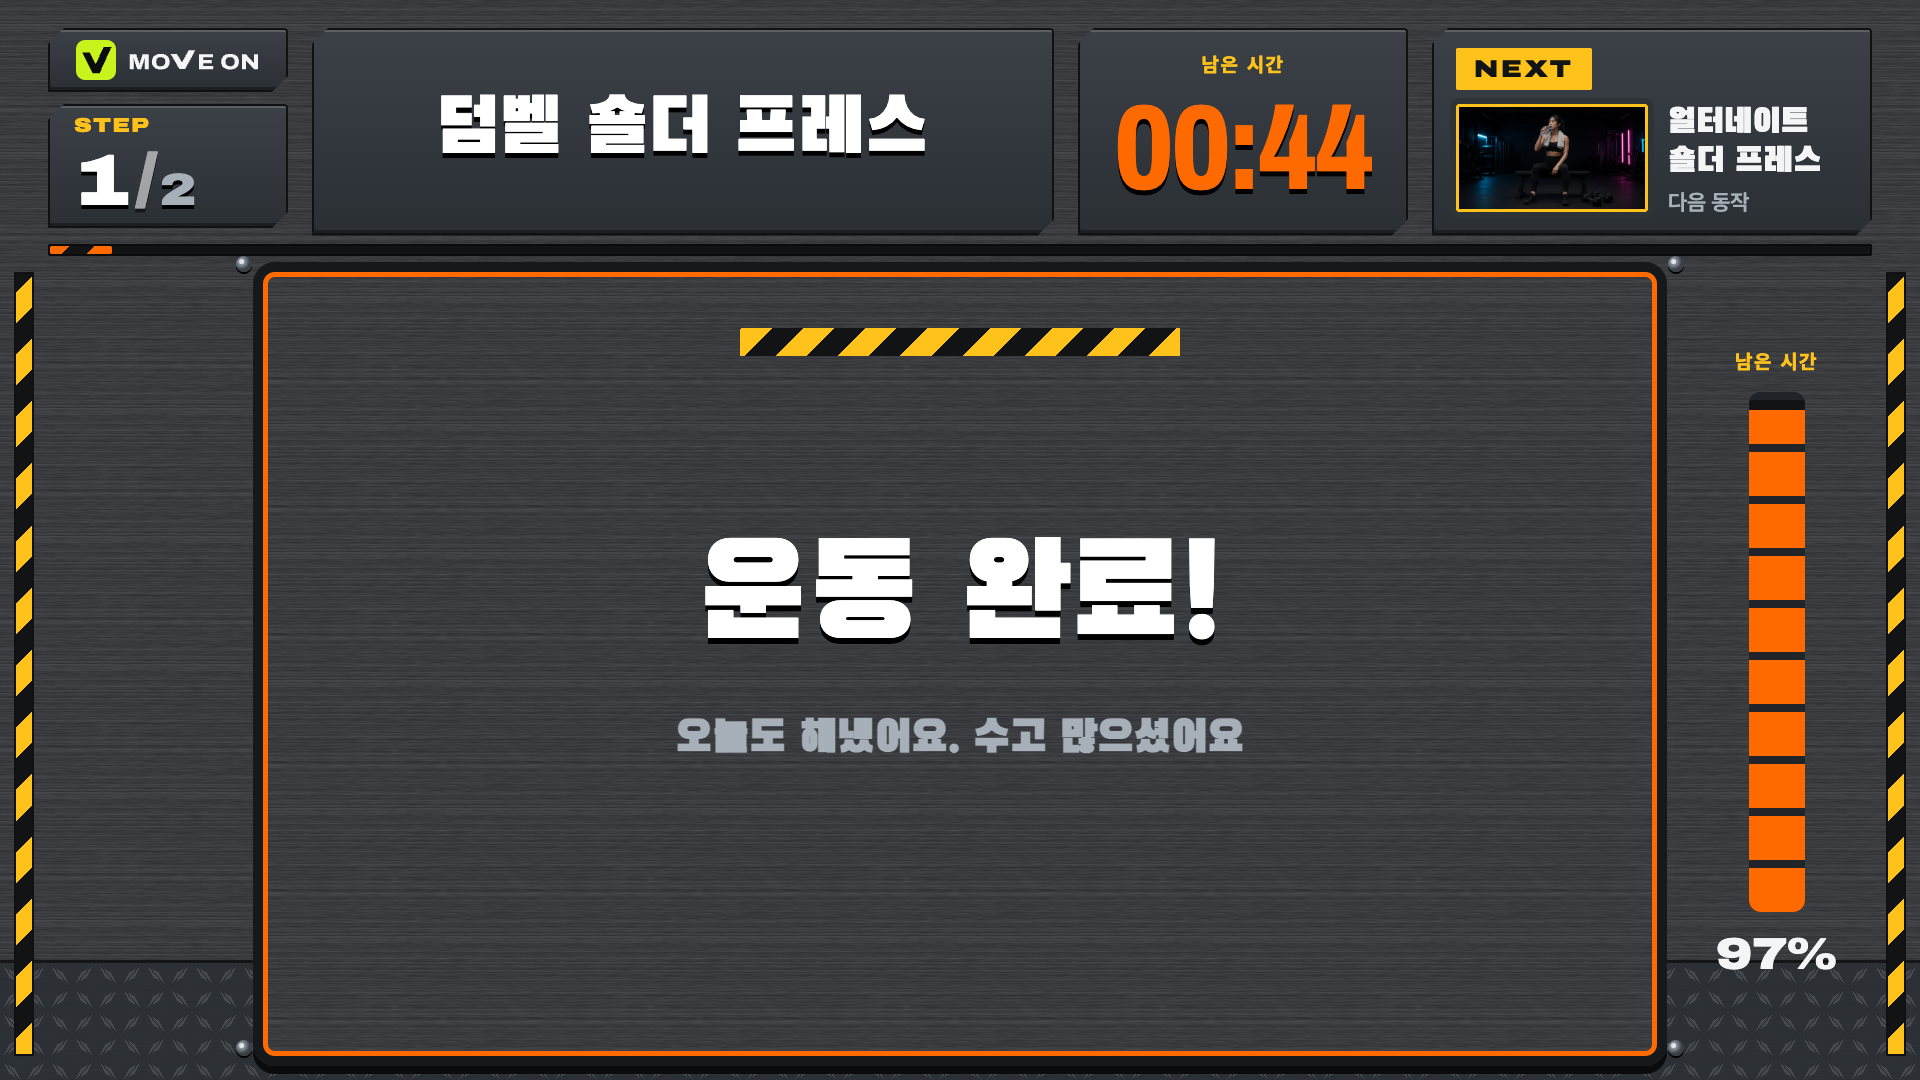 MOVE ON
STEP
1/2
덤벨 숄더 프레스
남은 시간
00:44
NEXT
얼터네이트
숄더 프레스
다음 동작
운동 완료!
오늘도 해냈어요. 수고 많으셨어요
남은 시간
97%